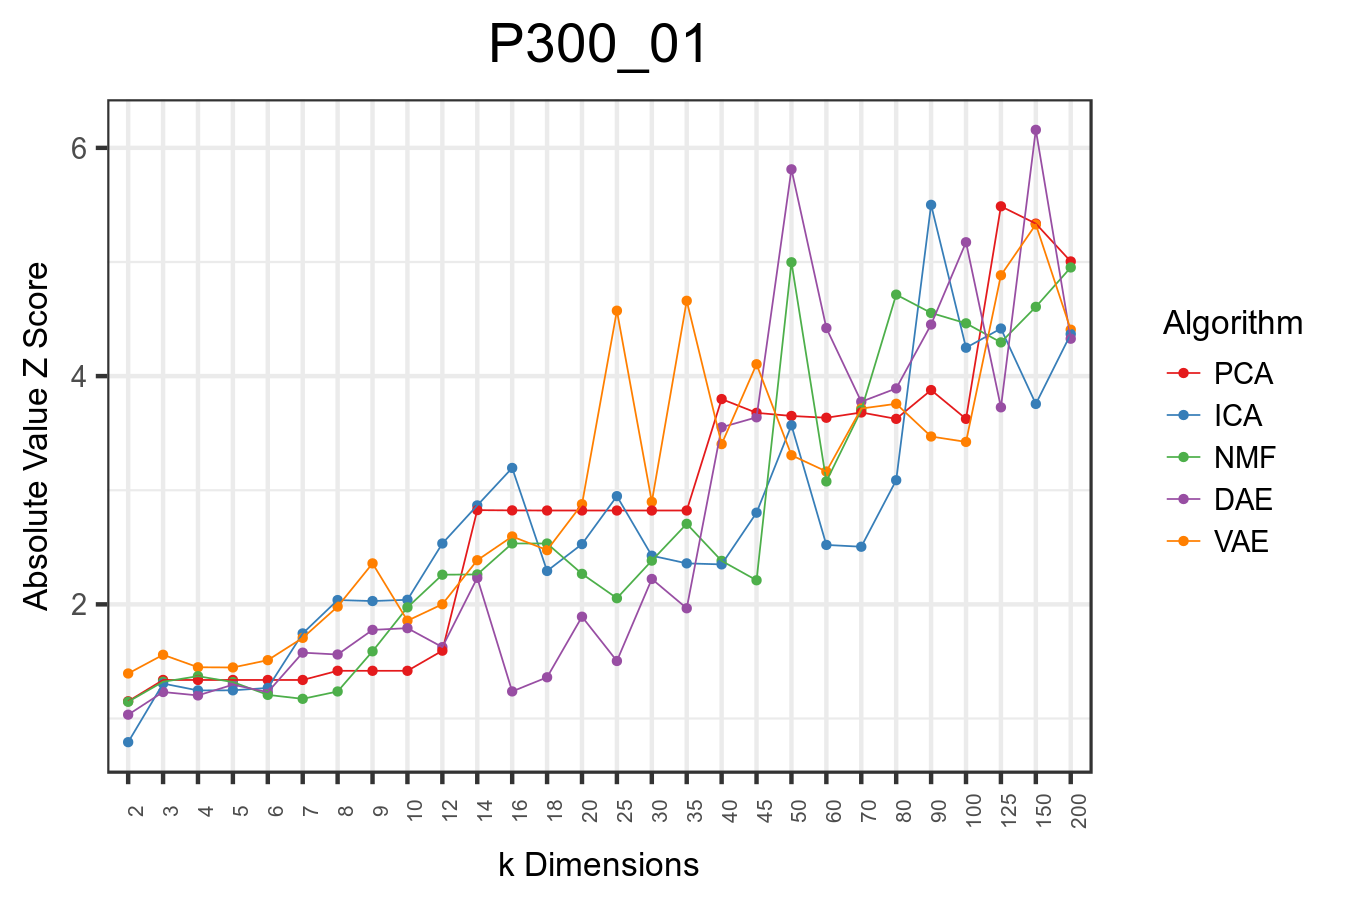 P300_01
Absolute Value Z Score
6
4
2
2 3 4 5 6 7 8 9 10 12 14 16 18 20 25 30 35 40 45 50 60 70 80 90 100 125 150 200
k Dimensions
Algorithm
PCA
ICA
NMF
DAE
VAE